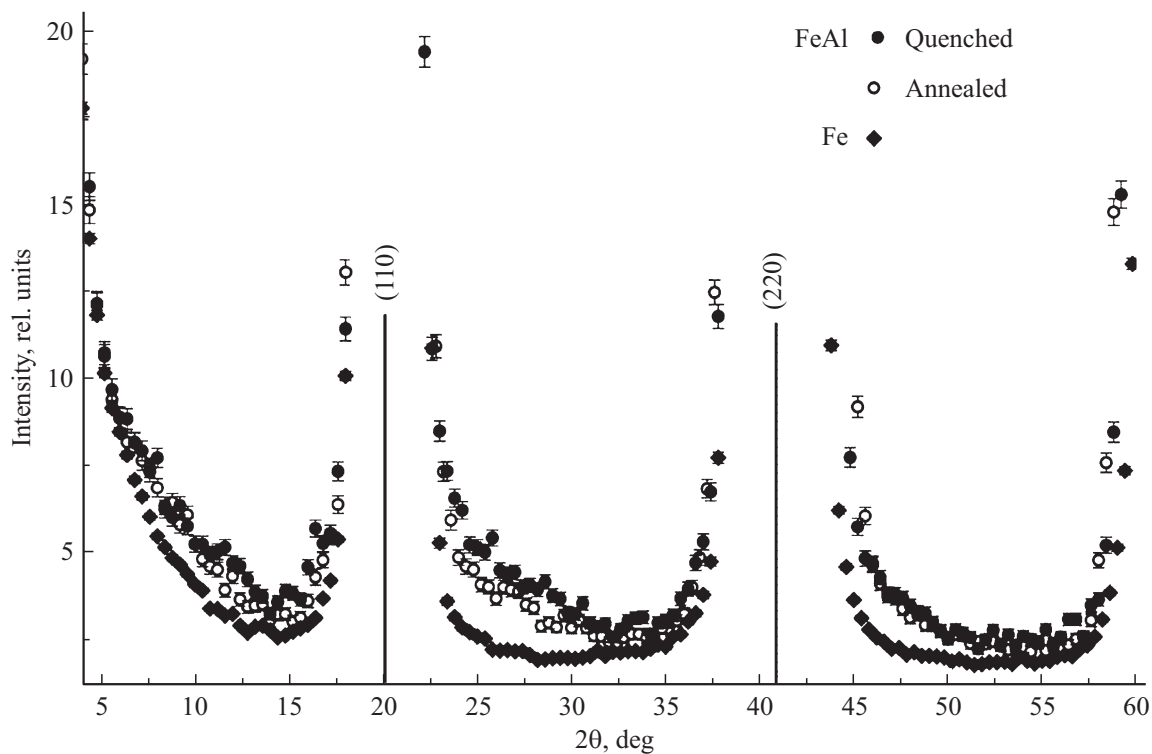 20
15
10
5
Intensity, rel. units
FeAl ● Quenched
○ Annealed
Fe ◆
(110)
(220)
5 10 15 20 25 30 35 40 45 50 55 60
2θ, deg